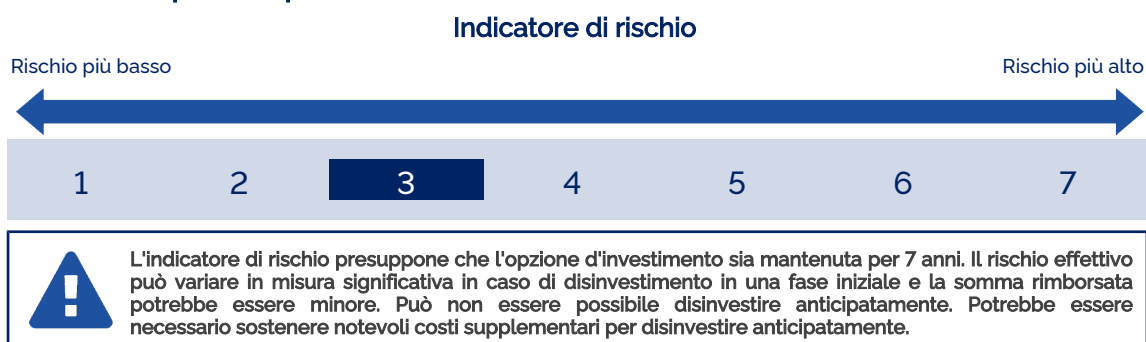 Indicatore di rischio
Rischio più basso
Rischio più alto
1 2 3 4 5 6 7
L'indicatore di rischio presuppone che l'opzione d'investimento sia mantenuta per 7 anni. Il rischio effettivo
può variare in misura significativa in caso di disinvestimento in una fase iniziale e la somma rimborsata
potrebbe essere minore. Può non essere possibile disinvestire anticipatamente. Potrebbe essere
necessario sostenere notevoli costi supplementari per disinvestire anticipatamente.